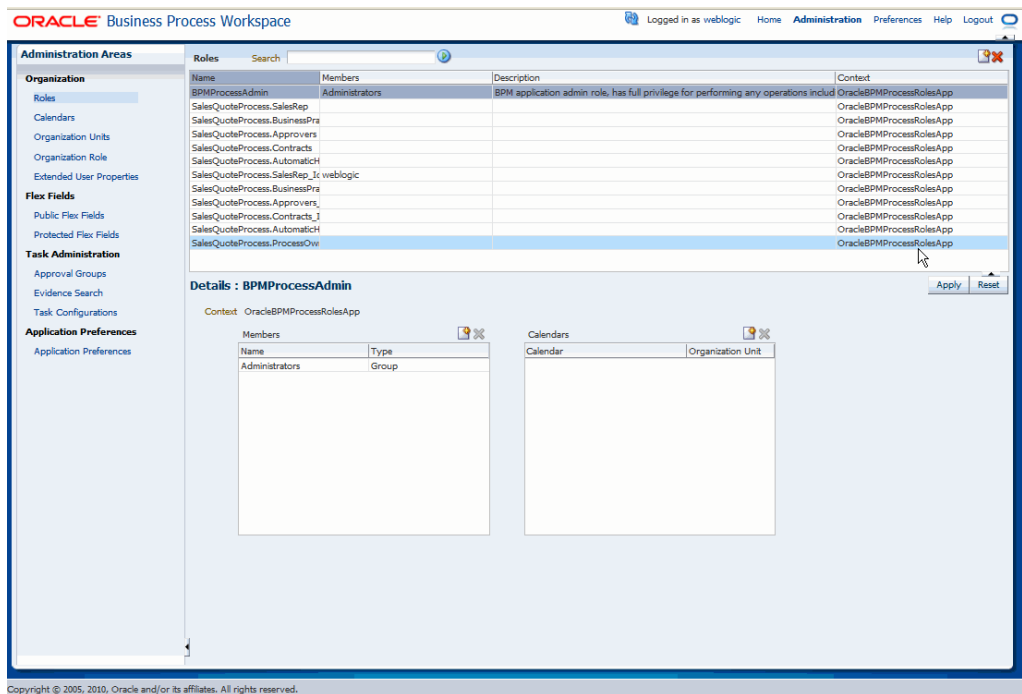 ORACLE Business Process Workspace
Logged in as weblogic Home Administration Preferences Help Logout
Administration Areas
Organization
Roles
Calendars
Organization Units
Organization Role
Extended User Properties
Flex Fields
Public Flex Fields
Protected Flex Fields
Task Administration
Approval Groups
Evidence Search
Task Configurations
Application Preferences
Application Preferences
Roles Search
Name Members Description Context
BPMProcessAdmin Administrators BPM application admin role, has full privilege for performing any operations includ OracleBPMProcessRolesApp
SalesQuoteProcess.SalesRep OracleBPMProcessRolesApp
SalesQuoteProcess.BusinessPra OracleBPMProcessRolesApp
SalesQuoteProcess.Approvers OracleBPMProcessRolesApp
SalesQuoteProcess.Contracts OracleBPMProcessRolesApp
SalesQuoteProcess.AutomaticH OracleBPMProcessRolesApp
SalesQuoteProcess.SalesRep_Id weblogic OracleBPMProcessRolesApp
SalesQuoteProcess.BusinessPra OracleBPMProcessRolesApp
SalesQuoteProcess.Approvers_ OracleBPMProcessRolesApp
SalesQuoteProcess.Contracts_I OracleBPMProcessRolesApp
SalesQuoteProcess.AutomaticH OracleBPMProcessRolesApp
SalesQuoteProcess.ProcessOwn OracleBPMProcessRolesApp
Details : BPMProcessAdmin
Apply Reset
Context OracleBPMProcessRolesApp
Members
Name Type
Administrators Group
Calendars
Calendar Organization Unit
Copyright © 2005, 2010, Oracle and/or its affiliates. All rights reserved.